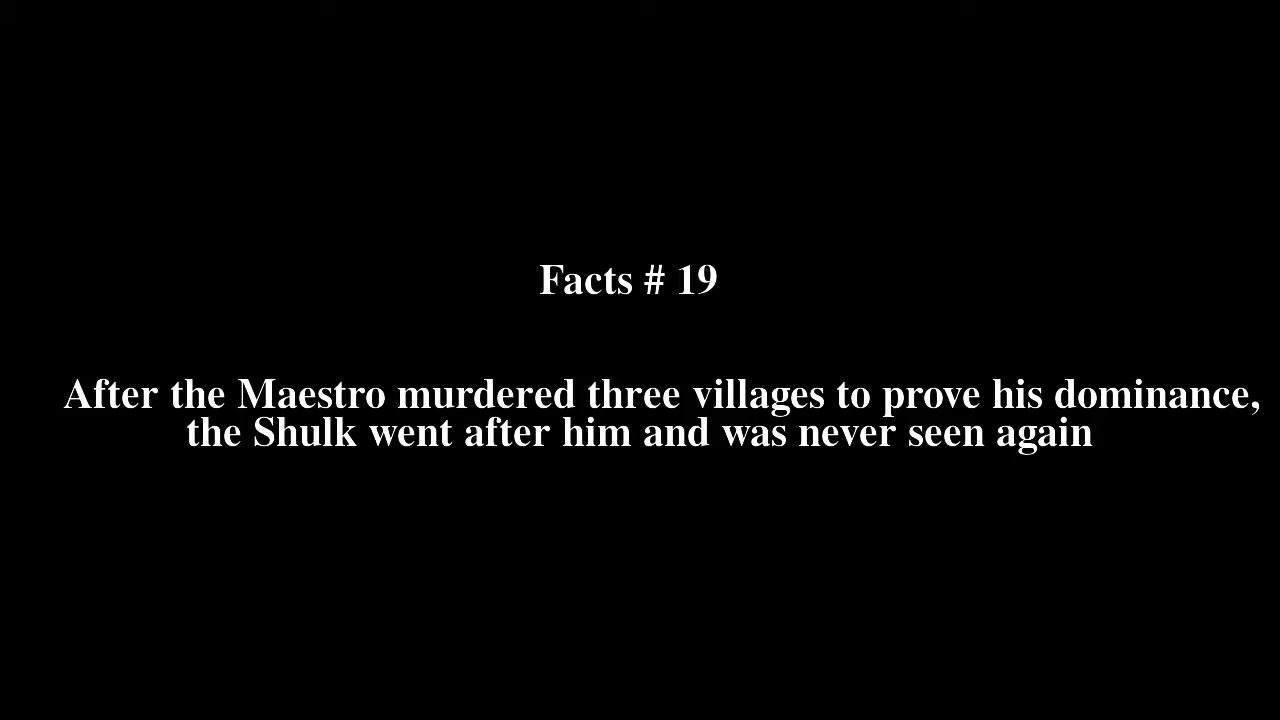 Facts # 19
After the Maestro murdered three villages to prove his dominance,
the Shulk went after him and was never seen again